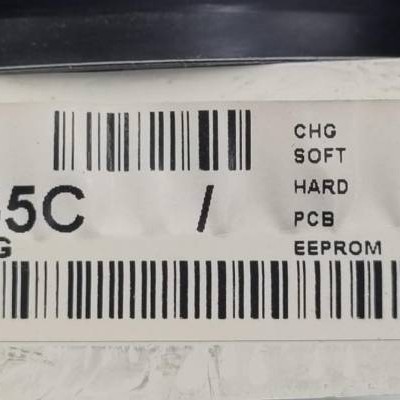 CHG
SOFT
5C / HARD
PCB
G EEPROM